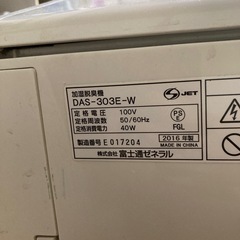 加湿脱臭機
DAS-303E-W
定格電圧 100V
定格周波数 50/60Hz
定格消費電力 40W
製造番号 E017204
JET
PS
E
FGL
2016年製
MADE IN CHINA
株式会社 富士通ゼネラル